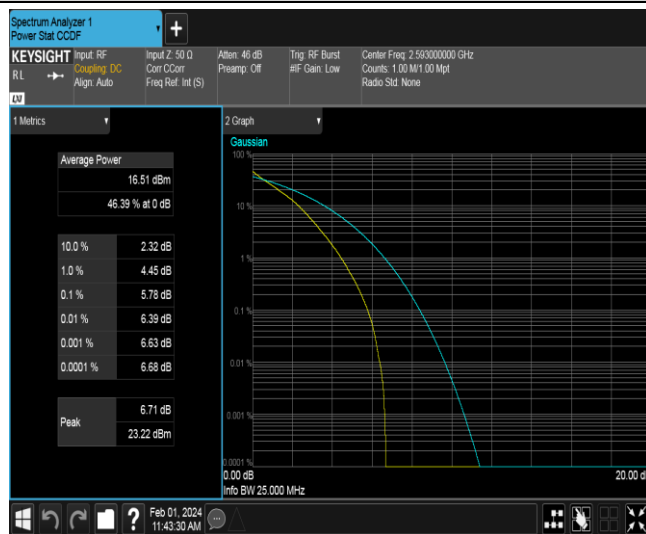 Spectrum Analyzer 1
Power Stat CCDF
+
KEYSIGHT
RL
LXI
Input: RF
Coupling: DC
Align: Auto
Input Z: 50 Ω
Corr CCorr
Freq Ref: Int (S)
Atten: 46 dB
Preamp: Off
Trig: RF Burst
#IF Gain: Low
Center Freq: 2.593000000 GHz
Counts: 1.00 M/1.00 Mpt
Radio Std: None
1 Metrics
Average Power
16.51 dBm
46.39 % at 0 dB
10.0 % 2.32 dB
1.0 % 4.45 dB
0.1 % 5.78 dB
0.01 % 6.39 dB
0.001 % 6.63 dB
0.0001 % 6.68 dB
Peak
6.71 dB
23.22 dBm
2 Graph
Gaussian
100 %
10 %
1 %
0.1 %
0.01 %
0.001 %
0.0001 %
0.00 dB
20.00 d
Info BW 25.000 MHz
?
Feb 01, 2024
11:43:30 AM